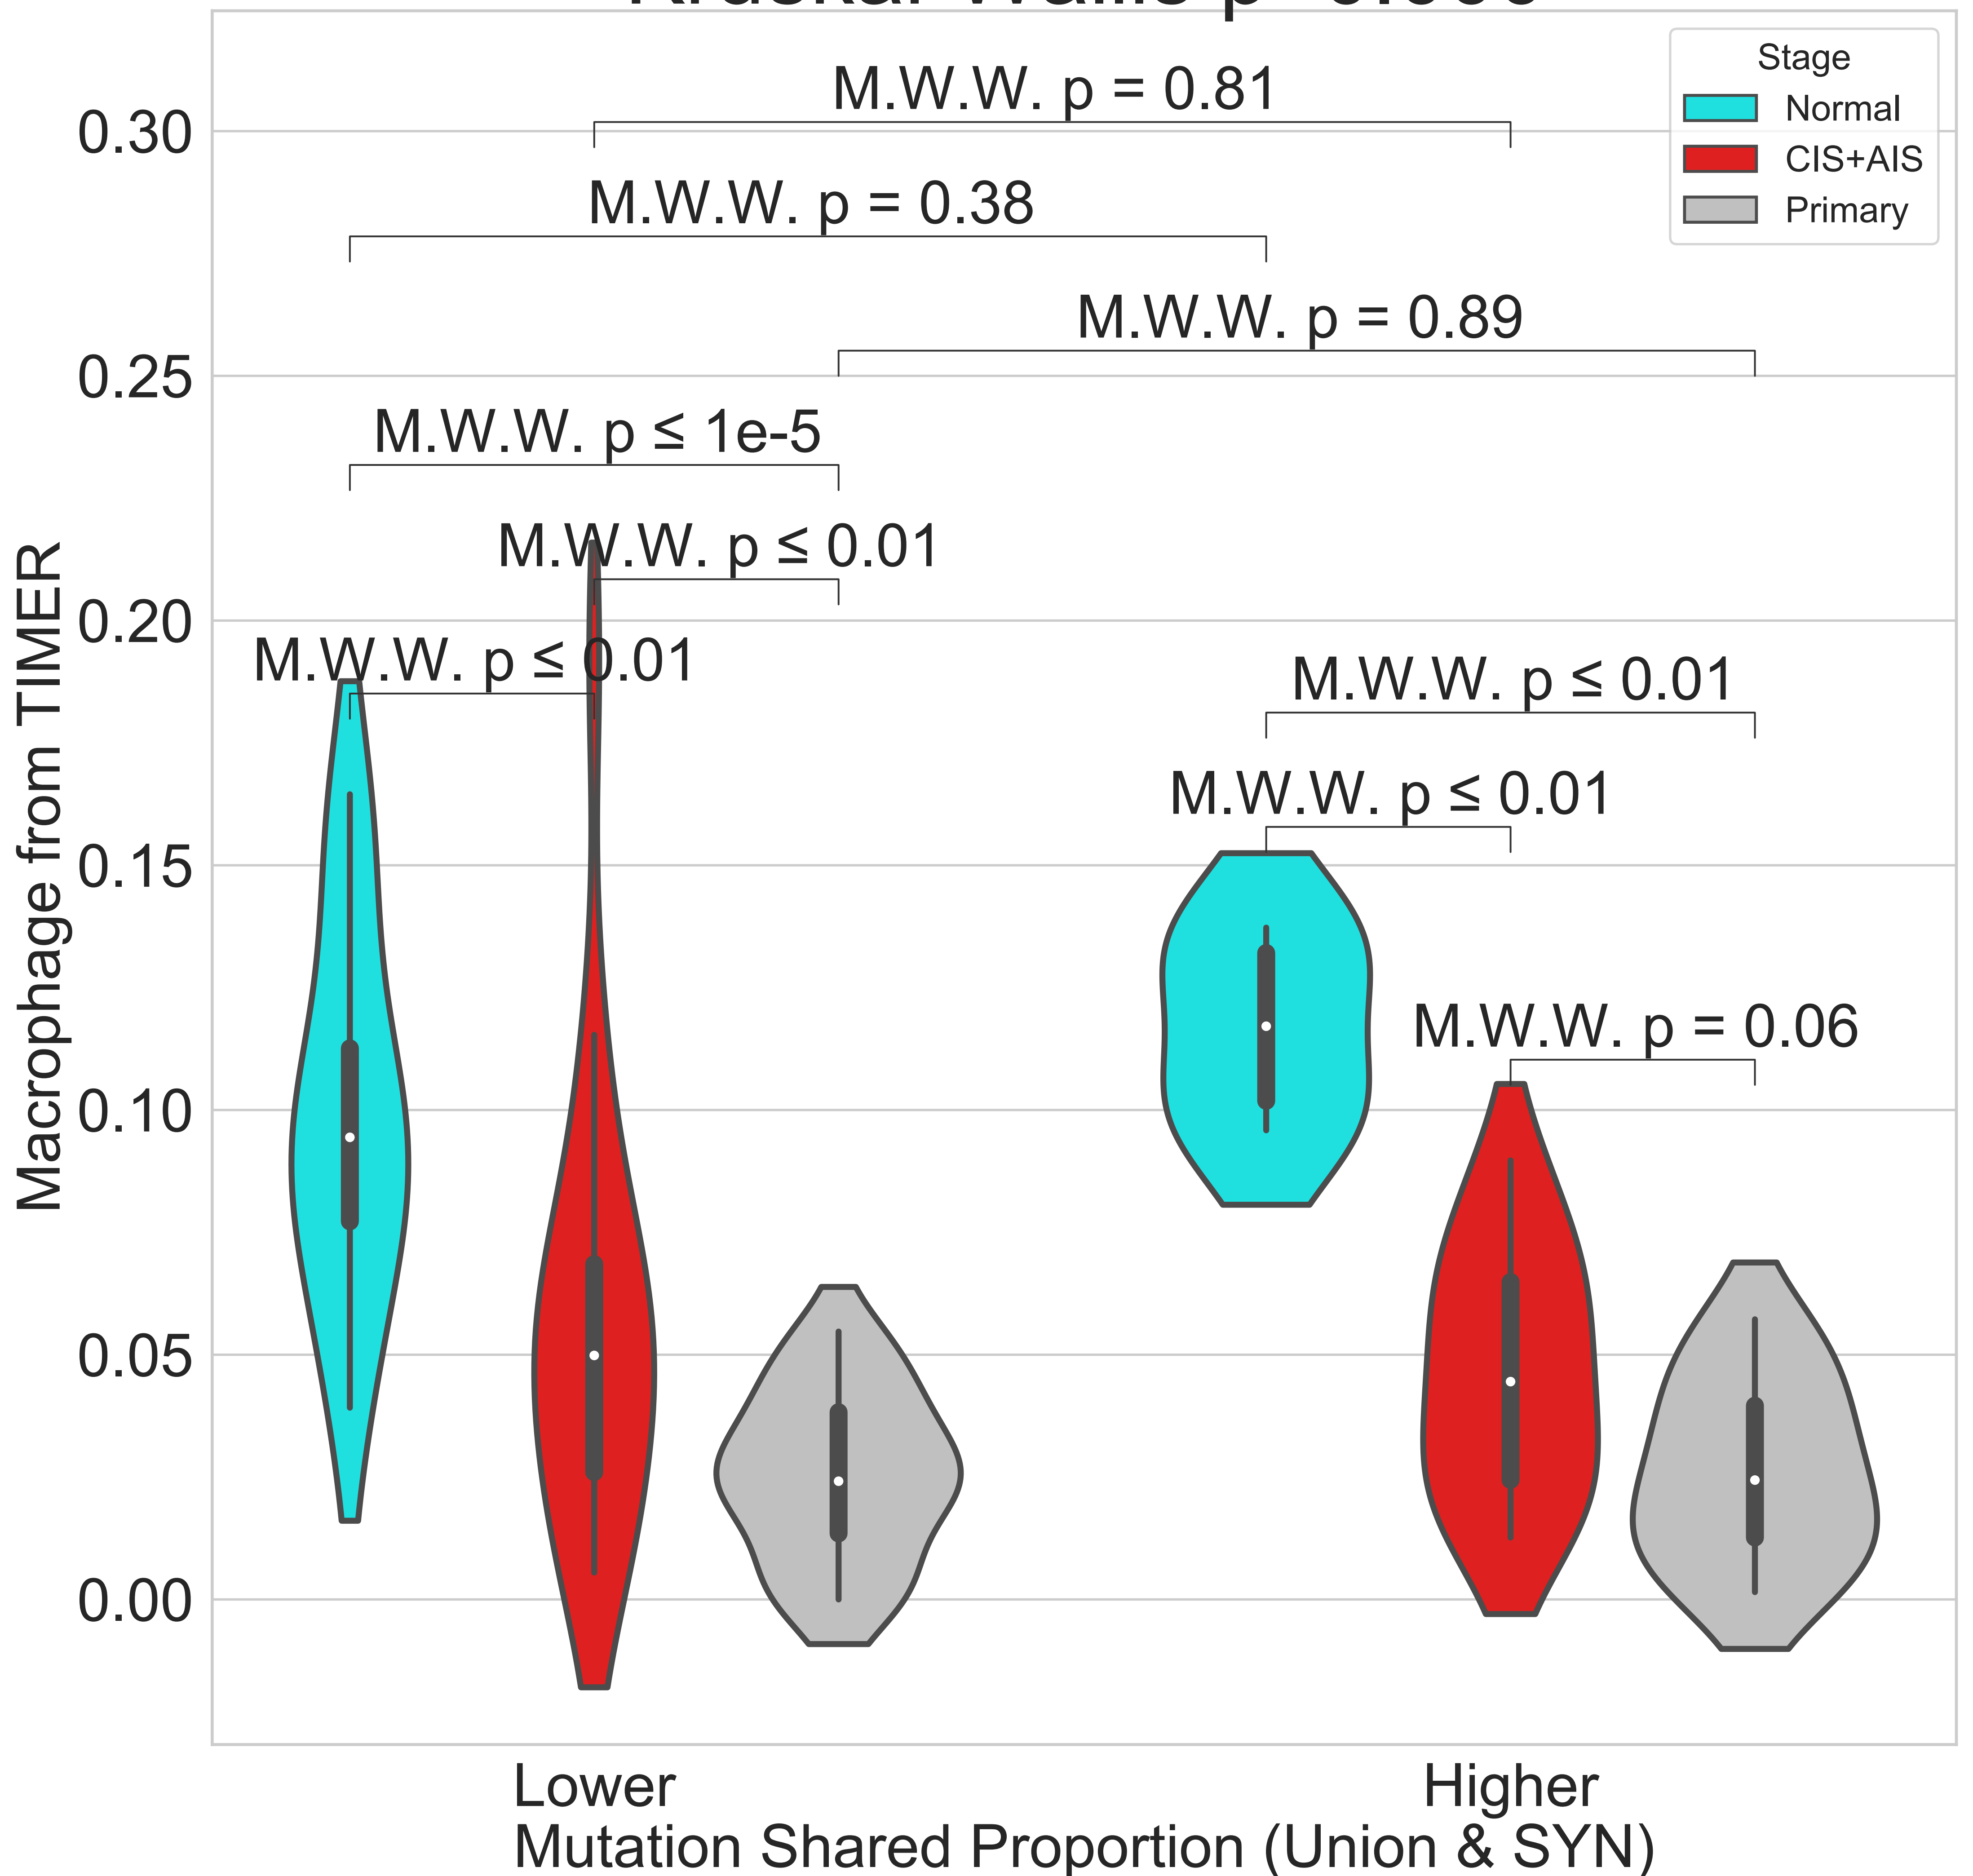 Stage
Normal
CIS+AIS
Primary
M.W.W. p = 0.81
M.W.W. p = 0.38
M.W.W. p = 0.89
M.W.W. p ≤ 1e-5
M.W.W. p ≤ 0.01
M.W.W. p ≤ 0.01
M.W.W. p ≤ 0.01
M.W.W. p ≤ 0.01
M.W.W. p = 0.06
0.30
0.25
0.20
0.15
0.10
0.05
0.00
Macrophage from TIMER
Lower
Higher
Mutation Shared Proportion (Union & SYN)